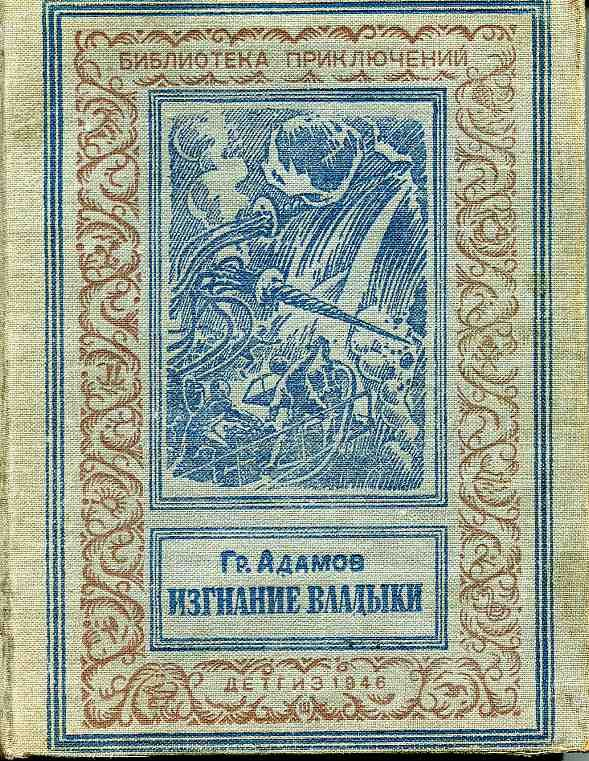 БИБЛИОТЕКА ПРИКЛЮЧЕНИЙ
ГР. АДАМОВ
ИЗГНАНИЕ ВЛАДЫКИ
ДЕТГИЗ 1946